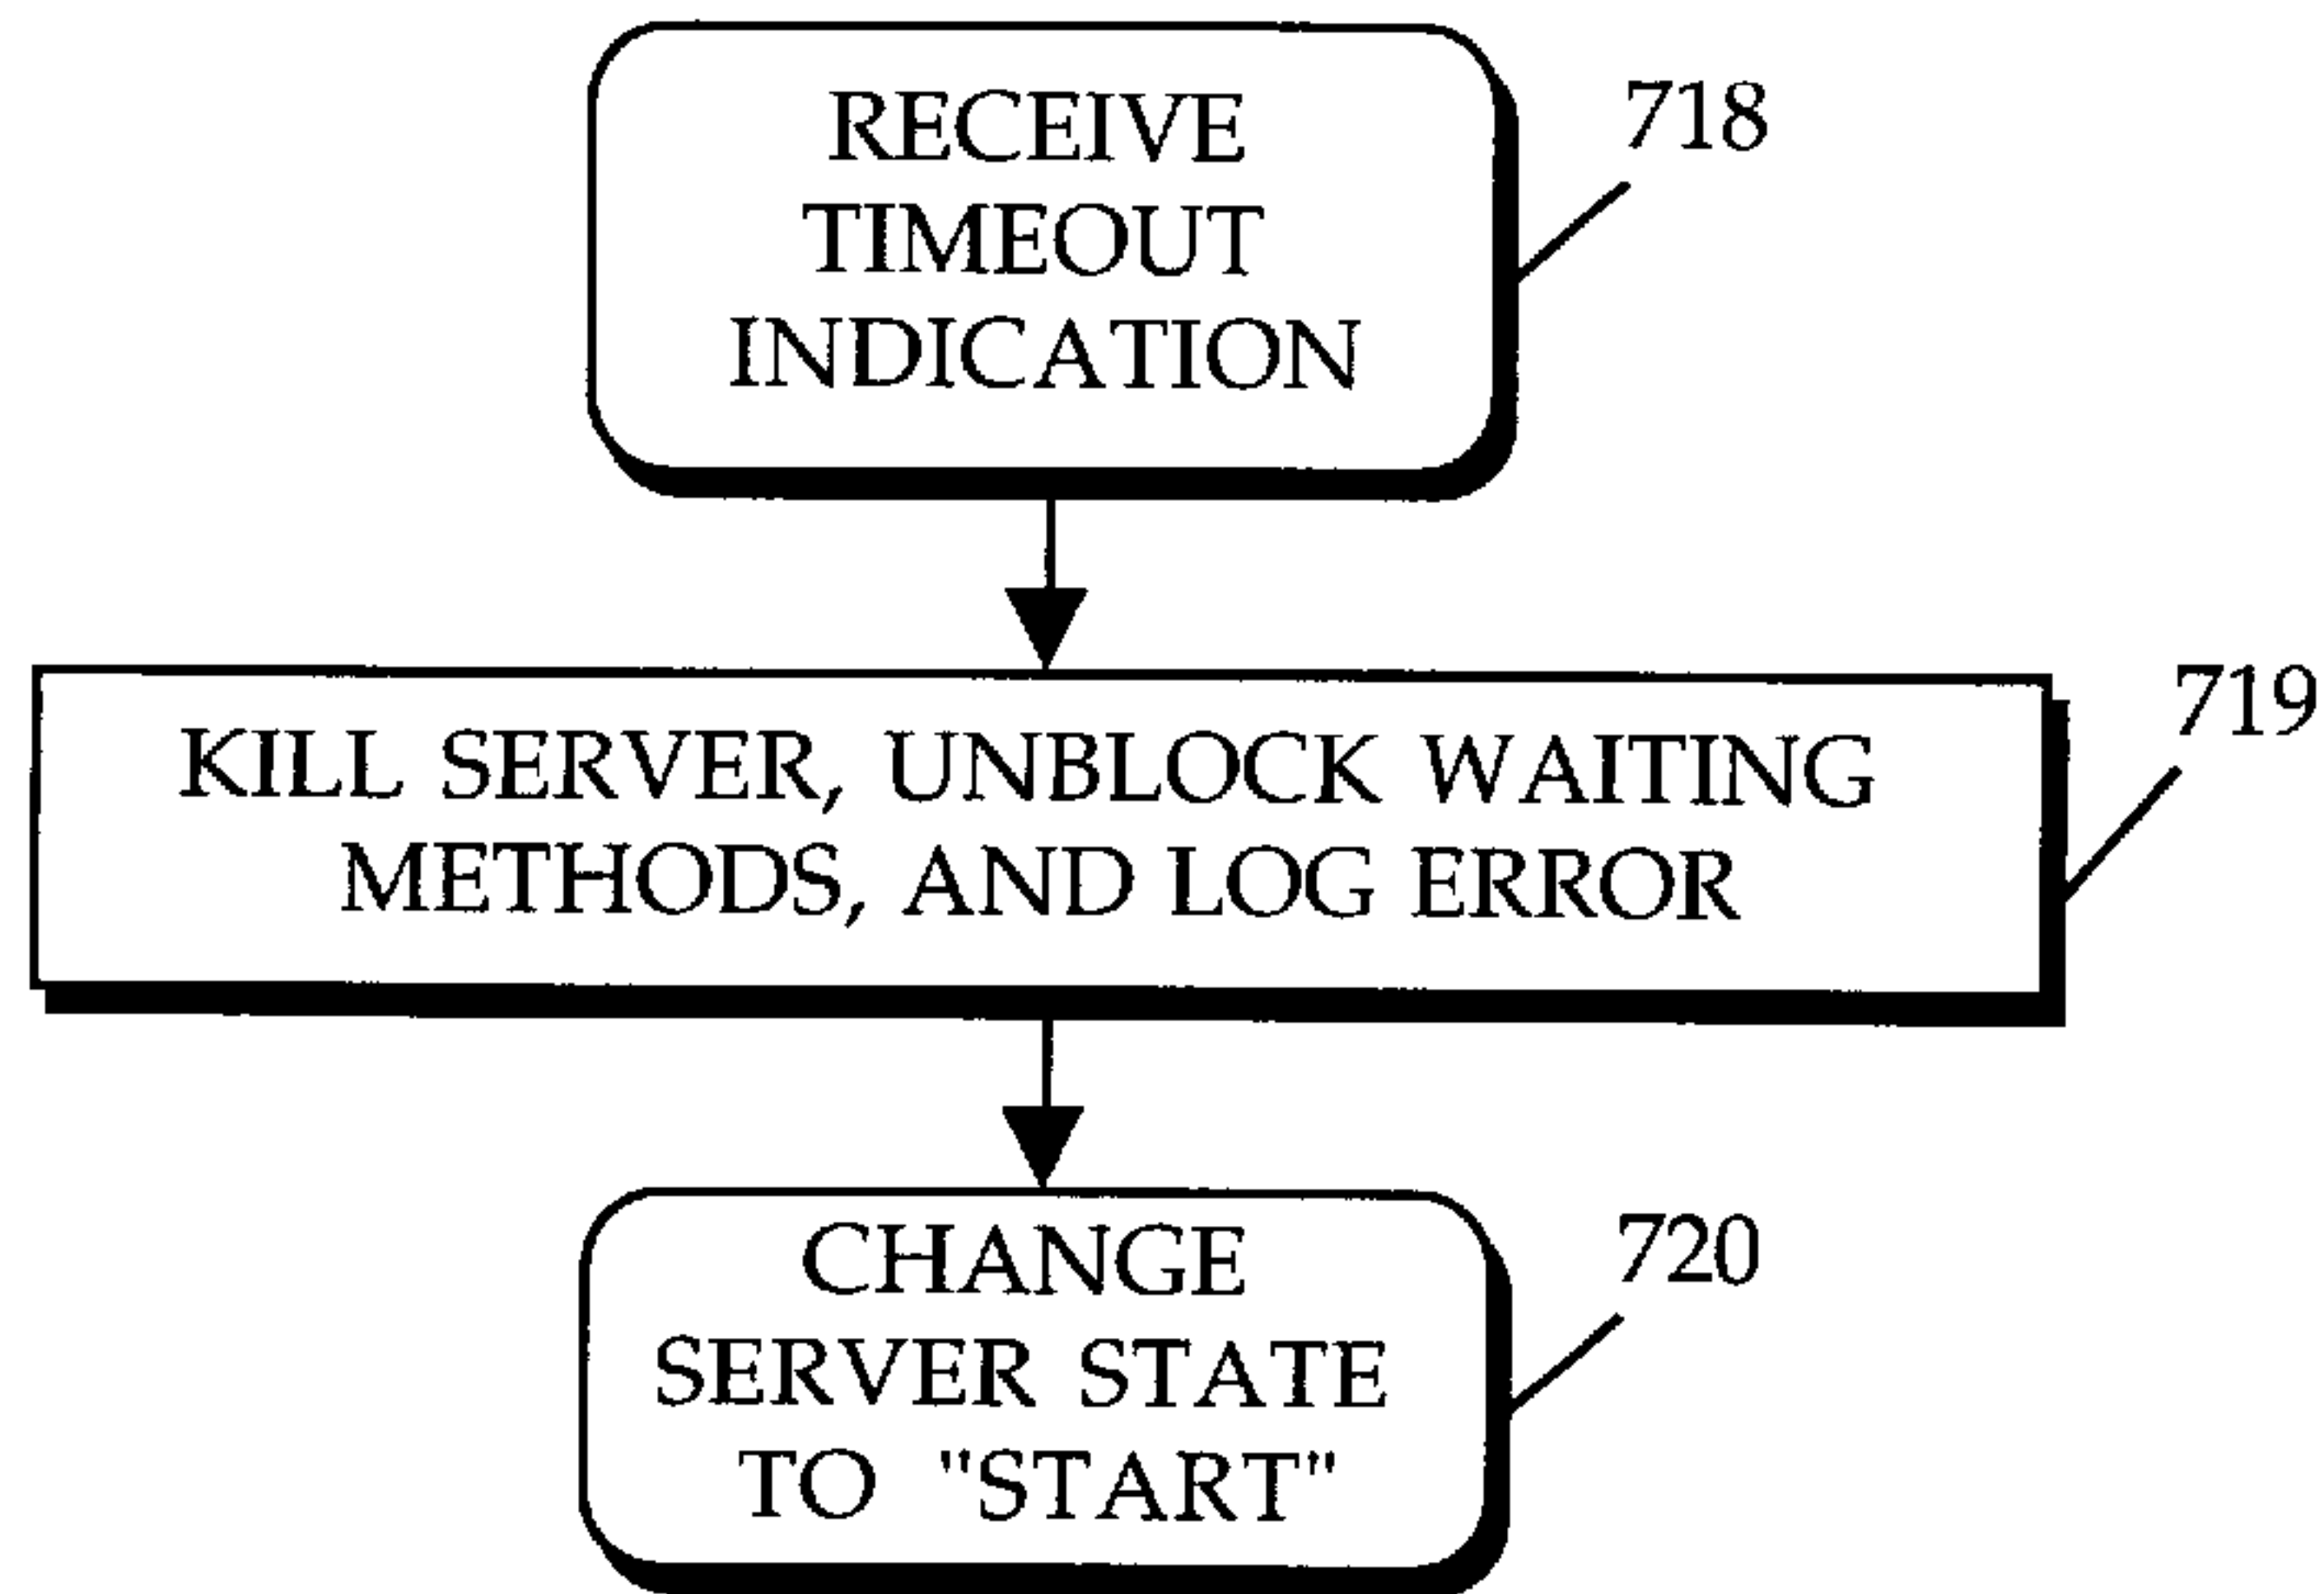 RECEIVE
TIMEOUT
INDICATION
718
KILL SERVER, UNBLOCK WAITING
METHODS, AND LOG ERROR
719
CHANGE
SERVER STATE
TO "START"
720